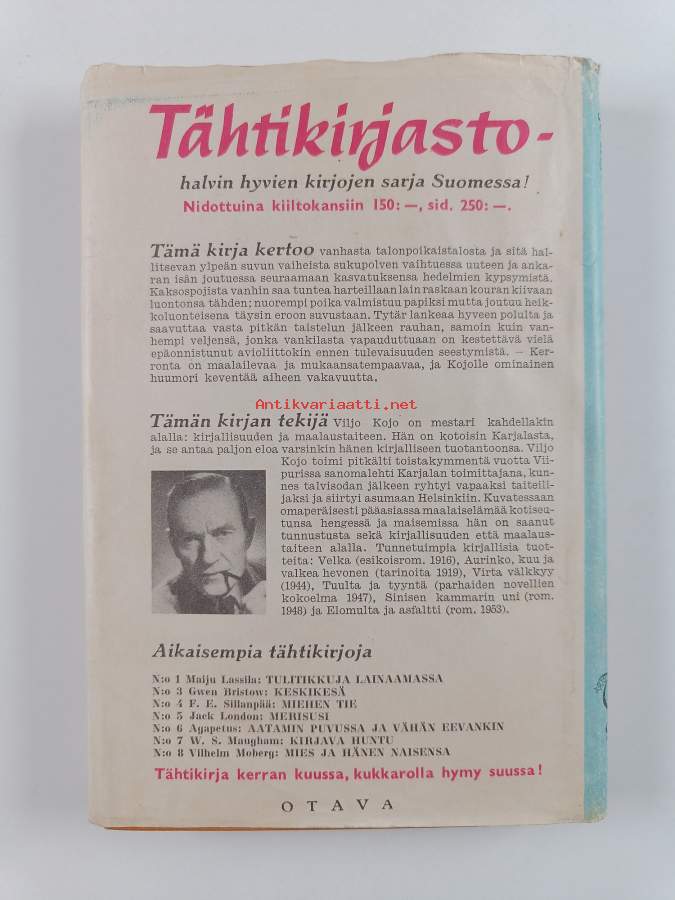 Tähtikirjasto-
halvin hyvien kirjojen sarja Suomessa!
Nidottuina kiiltokansiin 150: —, sid. 250: —.
Tämä kirja kertoo vanhasta talonpoikaistalosta ja sitä hal-
litsevan ylpeän suvun vaiheista sukupolven vaihtuessa uuteen ja anka-
ran isän joutuessa seuraamaan kasvatuksensa hedelmien kypsymistä.
Kaksospojista vanhin saa tuntea harteillaan lain raskaan kouran kiivaan
luontonsa tähden; nuorempi poika valmistuu papiksi mutta joutuu heik-
koluonteisena täysin eroon suvustaan. Tytär lankeaa hyveen polulta ja
saavuttaa vasta pitkän taistelun jälkeen rauhan, samoin kuin van-
hempi veljensä, jonka vankilasta vapauduttuaan on kestettävä vielä
epäonnistunut avioliittokin ennen tulevaisuuden seestymistä. — Ker-
ronta on maalailevaa ja mukaansatempaavaa, ja Kojolle ominainen
huumori keventää aiheen vakavuutta.
Antikvariaatti.net
Tämän kirjan tekijä Viljo Kojo on mestari kahdellakin
alalla: kirjallisuuden ja maalaustaiteen. Hän on kotoisin Karjalasta,
ja se antaa paljon eloa varsinkin hänen kirjalliseen tuotantoonsa. Viljo
Kojo toimi pitkälti toistakymmentä vuotta Vii-
purissa sanomalehti Karjalan toimittajana, kun-
nes talvisodan jälkeen ryhtyi vapaaksi taiteili-
jaksi ja siirtyi asumaan Helsinkiin. Kuvatessaan
omaperäisesti pääasiassa maalaiselämää kotiseu-
tunsa hengessä ja maisemissa hän on saanut
tunnustusta sekä kirjallisuuden että maalaus-
taiteen alalla. Tunnetuimpia kirjallisia tuot-
teita: Velka (esikoisrom. 1916), Aurinko, kuu ja
valkea hevonen (tarinoita 1919), Virta välkkyy
(1944), Tuulta ja tyyntä (parhaiden novellien
kokoelma 1947), Sinisen kammarin uni (rom.
1948) ja Elomulta ja asfaltti (rom. 1953).
Aikaisempia tähtikirjoja
N:o 1 Maiju Lassila: TULITIKKUJA LAINAAMASSA
N:o 3 Gwen Bristow: KESKIKESÄ
N:o 4 F. E. Sillanpää: MIEHEN TIE
N:o 5 Jack London: MERISUSI
N:o 6 Agapetus: AATAMIN PUVUSSA JA VÄHÄN EEVANKIN
N:o 7 W. S. Maugham: KIRJAVA HUNTU
N:o 8 Vilhelm Moberg: MIES JA HÄNEN NAISENSA
Tähtikirja kerran kuussa, kukkarolla hymy suussa!
OTAVA